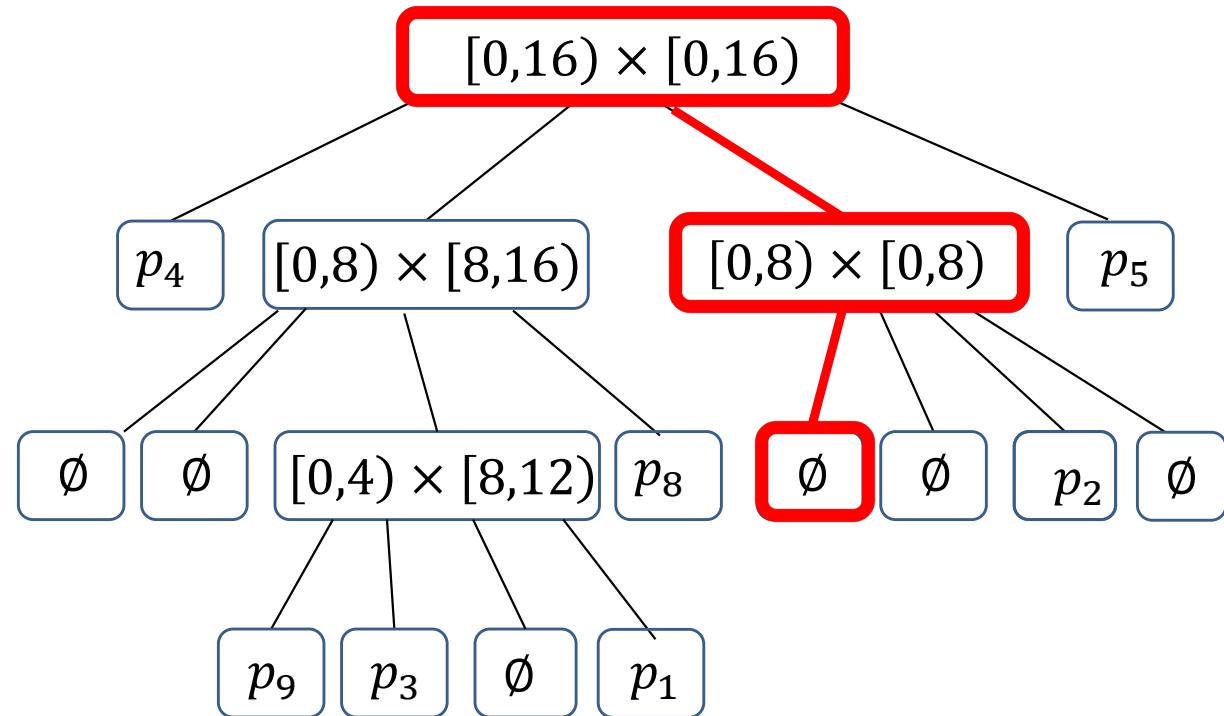 [0,16) × [0,16)
p₄ [0,8) × [8,16) [0,8) × [0,8) p₅
∅ ∅ [0,4) × [8,12) p₈ ∅ ∅ p₂ ∅
p₉ p₃ ∅ p₁